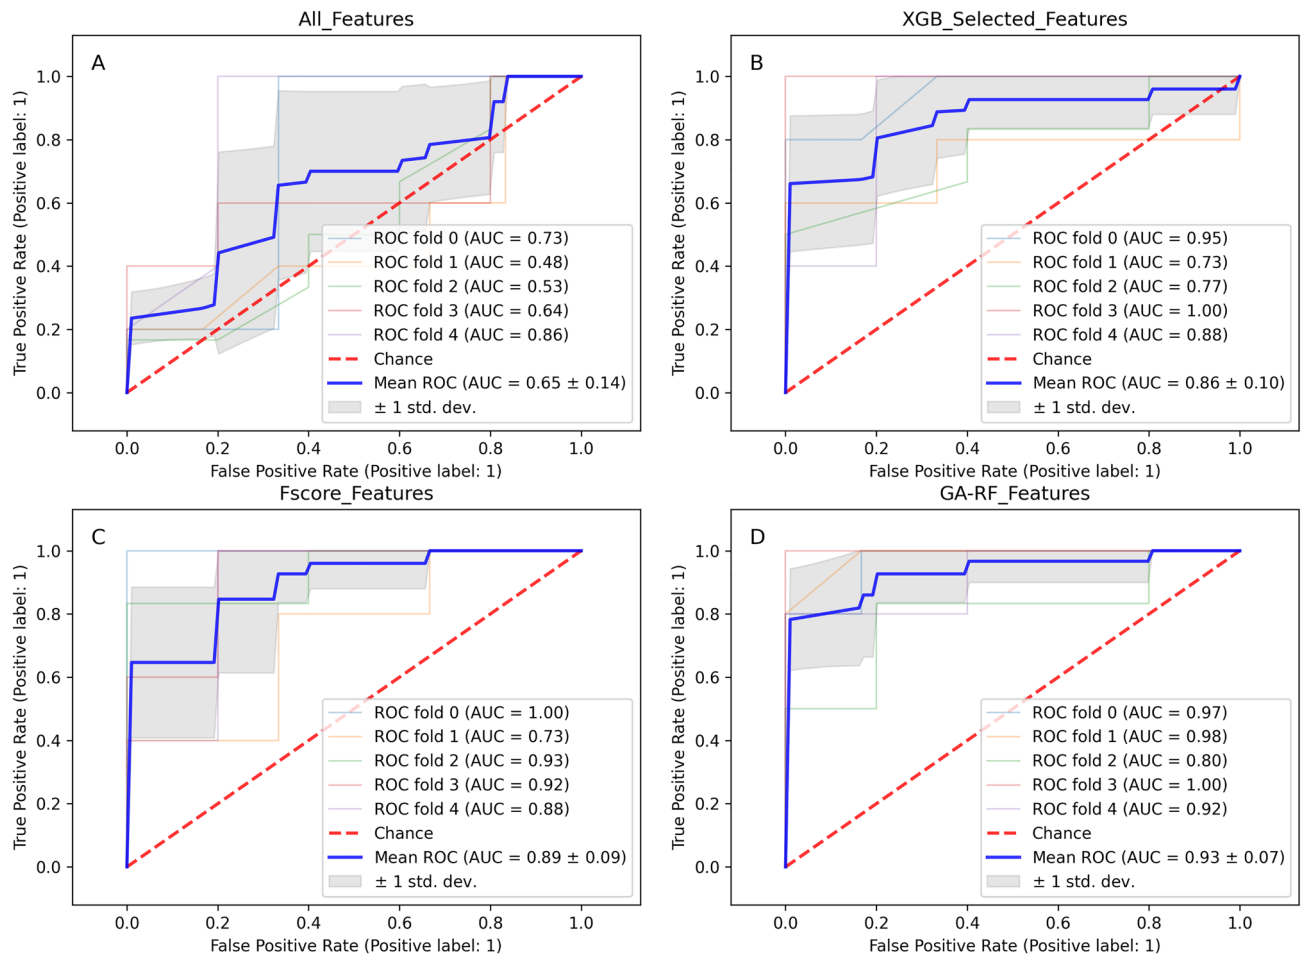 All_Features
A
True Positive Rate (Positive label: 1)
1.0
0.8
0.6
0.4
0.2
0.0
ROC fold 0 (AUC = 0.73)
ROC fold 1 (AUC = 0.48)
ROC fold 2 (AUC = 0.53)
ROC fold 3 (AUC = 0.64)
ROC fold 4 (AUC = 0.86)
Chance
Mean ROC (AUC = 0.65 ± 0.14)
± 1 std. dev.
0.0 0.2 0.4 0.6 0.8 1.0
False Positive Rate (Positive label: 1)
XGB_Selected_Features
B
True Positive Rate (Positive label: 1)
1.0
0.8
0.6
0.4
0.2
0.0
ROC fold 0 (AUC = 0.95)
ROC fold 1 (AUC = 0.73)
ROC fold 2 (AUC = 0.77)
ROC fold 3 (AUC = 1.00)
ROC fold 4 (AUC = 0.88)
Chance
Mean ROC (AUC = 0.86 ± 0.10)
± 1 std. dev.
0.0 0.2 0.4 0.6 0.8 1.0
False Positive Rate (Positive label: 1)
Fscore_Features
C
True Positive Rate (Positive label: 1)
1.0
0.8
0.6
0.4
0.2
0.0
ROC fold 0 (AUC = 1.00)
ROC fold 1 (AUC = 0.73)
ROC fold 2 (AUC = 0.93)
ROC fold 3 (AUC = 0.92)
ROC fold 4 (AUC = 0.88)
Chance
Mean ROC (AUC = 0.89 ± 0.09)
± 1 std. dev.
0.0 0.2 0.4 0.6 0.8 1.0
False Positive Rate (Positive label: 1)
GA-RF_Features
D
True Positive Rate (Positive label: 1)
1.0
0.8
0.6
0.4
0.2
0.0
ROC fold 0 (AUC = 0.97)
ROC fold 1 (AUC = 0.98)
ROC fold 2 (AUC = 0.80)
ROC fold 3 (AUC = 1.00)
ROC fold 4 (AUC = 0.92)
Chance
Mean ROC (AUC = 0.93 ± 0.07)
± 1 std. dev.
0.0 0.2 0.4 0.6 0.8 1.0
False Positive Rate (Positive label: 1)